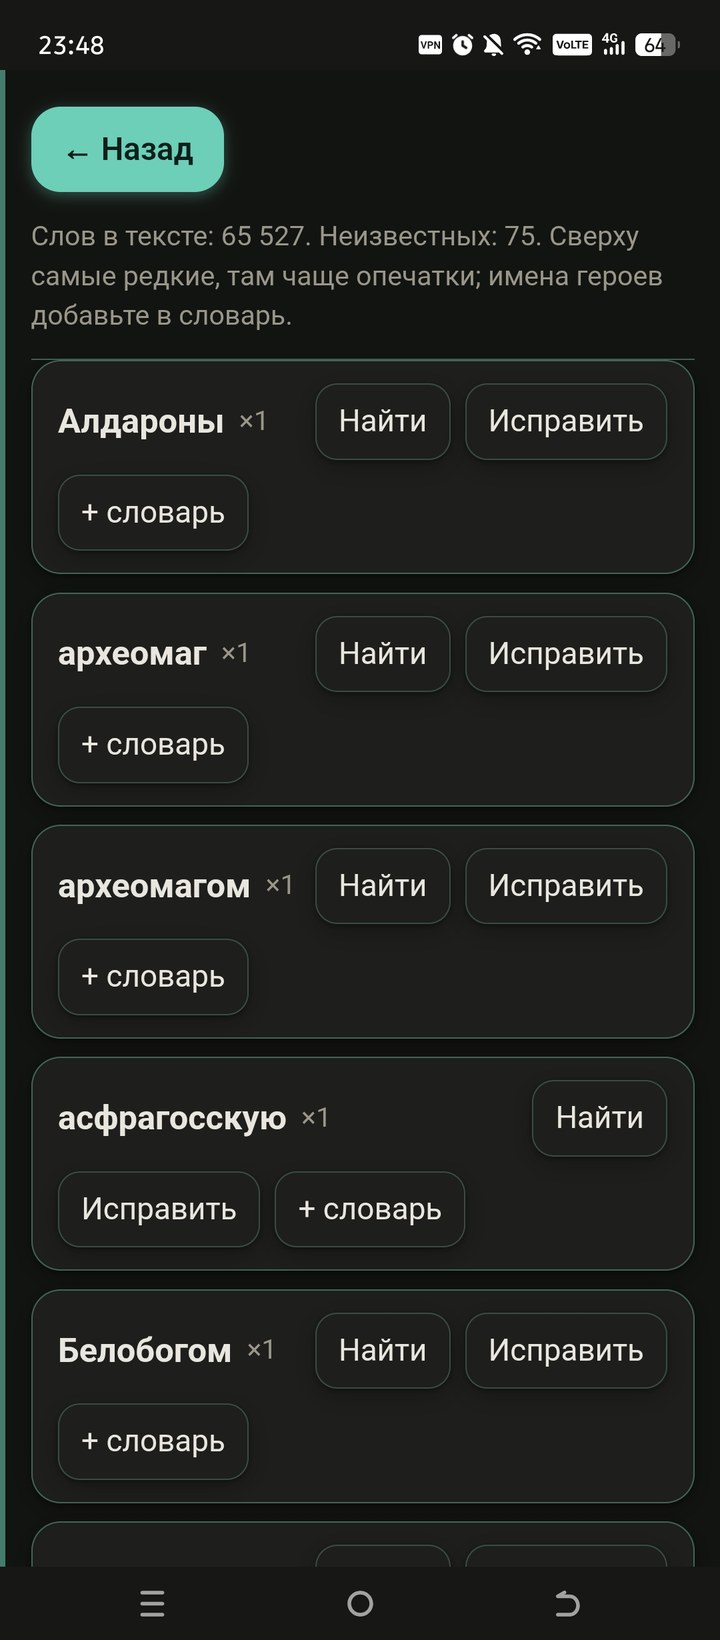 23:48
VPN
VoLTE
4G
64
← Назад
Слов в тексте: 65 527. Неизвестных: 75. Сверху
самые редкие, там чаще опечатки; имена героев
добавьте в словарь.
Алдароны ×1 Найти Исправить
+ словарь
археомаг ×1 Найти Исправить
+ словарь
археомагом ×1 Найти Исправить
+ словарь
асфрагосскую ×1 Найти
Исправить + словарь
Белобогом ×1 Найти Исправить
+ словарь